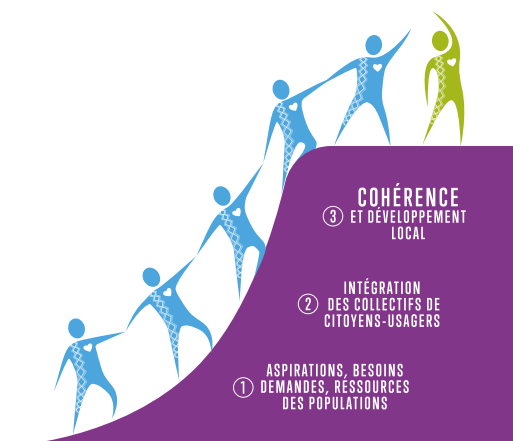 COHÉRENCE
3 ET DÉVELOPPEMENT
LOCAL
INTÉGRATION
2 DES COLLECTIFS DE
CITOYENS-USAGERS
ASPIRATIONS, BESOINS
1 DEMANDES, RESSOURCES
DES POPULATIONS